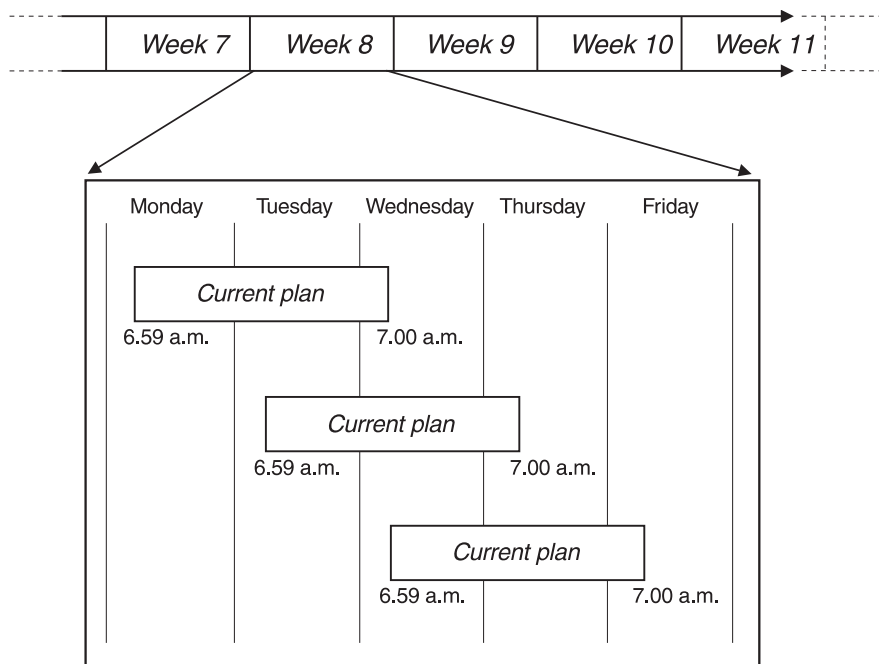 Week 7 Week 8 Week 9 Week 10 Week 11
Monday Tuesday Wednesday Thursday Friday
Current plan
6.59 a.m. 7.00 a.m.
Current plan
6.59 a.m. 7.00 a.m.
Current plan
6.59 a.m. 7.00 a.m.